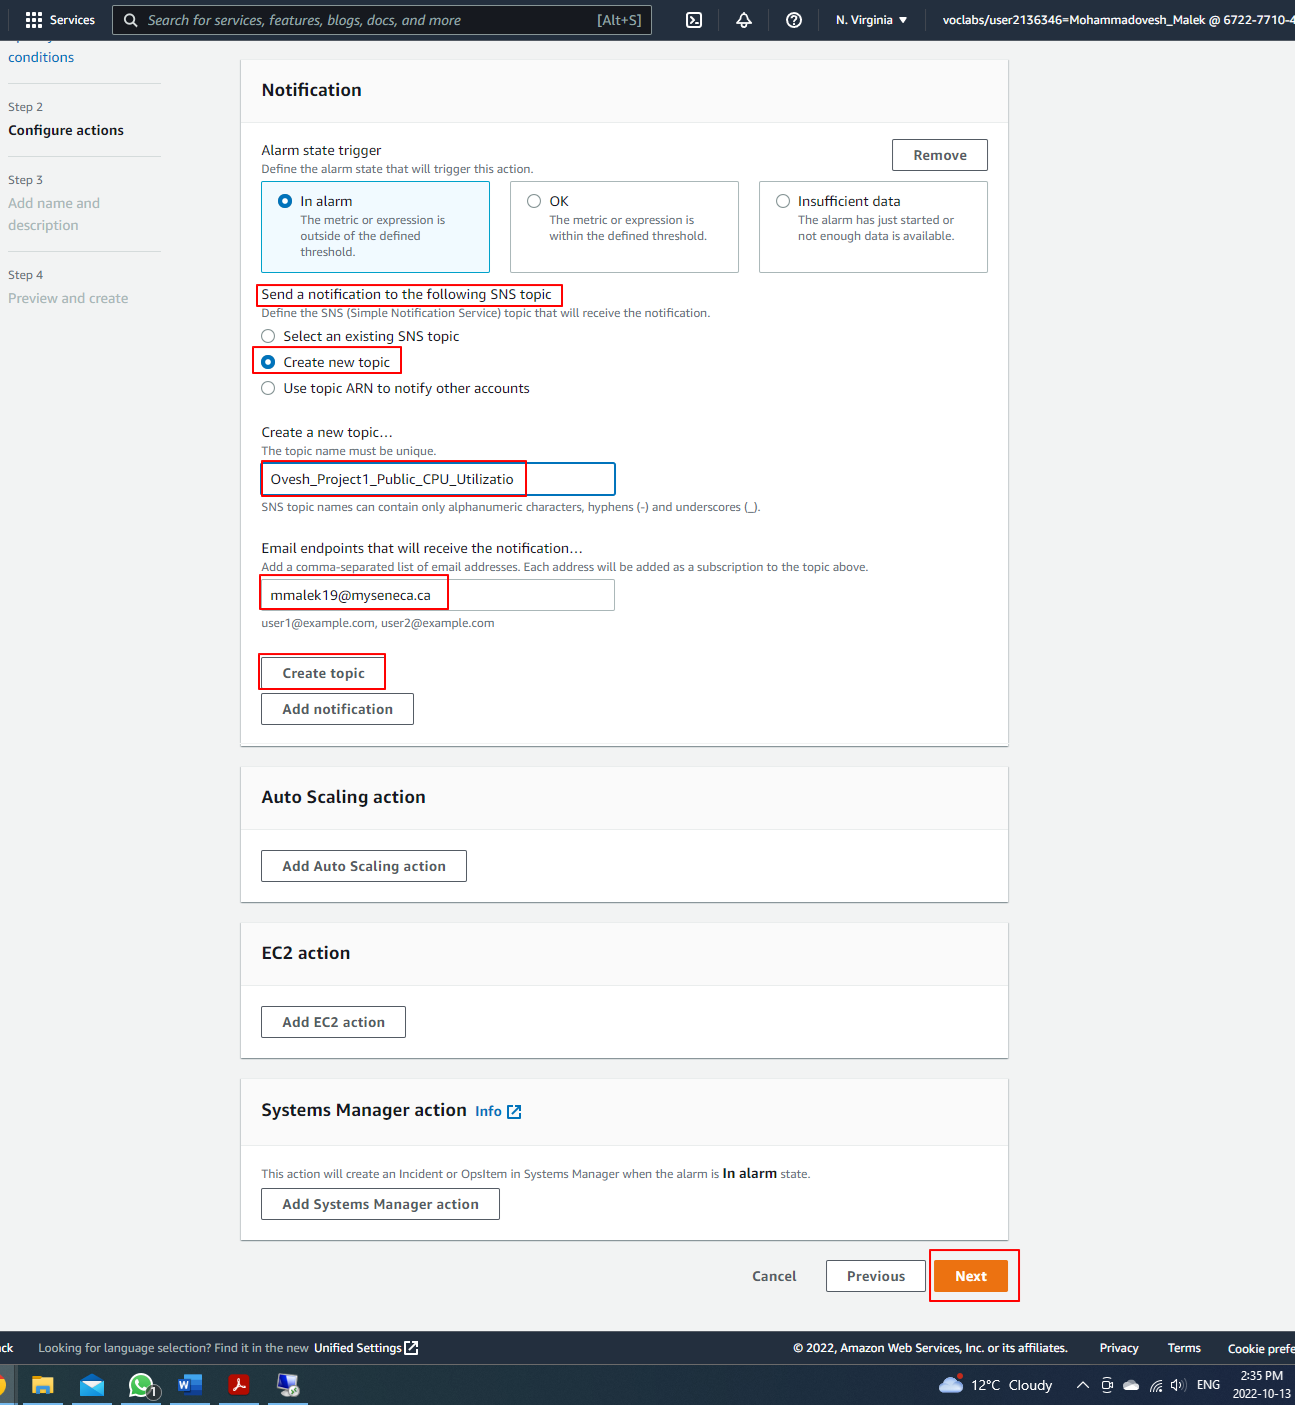 Services
Search for services, features, blogs, docs, and more
[Alt+S]
N. Virginia
voclabs/user2136346=Mohammadovesh_Malek @ 6722-7710-4
conditions
Step 2
Configure actions
Step 3
Add name and
description
Step 4
Preview and create
Notification
Alarm state trigger
Define the alarm state that will trigger this action.
Remove
In alarm
The metric or expression is
outside of the defined
threshold.
OK
The metric or expression is
within the defined threshold.
Insufficient data
The alarm has just started or
not enough data is available.
Send a notification to the following SNS topic
Define the SNS (Simple Notification Service) topic that will receive the notification.
Select an existing SNS topic
Create new topic
Use topic ARN to notify other accounts
Create a new topic…
The topic name must be unique.
Ovesh_Project1_Public_CPU_Utilizatio
SNS topic names can contain only alphanumeric characters, hyphens (-) and underscores (_).
Email endpoints that will receive the notification…
Add a comma-separated list of email addresses. Each address will be added as a subscription to the topic above.
mmalek19@myseneca.ca
user1@example.com, user2@example.com
Create topic
Add notification
Auto Scaling action
Add Auto Scaling action
EC2 action
Add EC2 action
Systems Manager action Info
This action will create an Incident or OpsItem in Systems Manager when the alarm is In alarm state.
Add Systems Manager action
Cancel
Previous
Next
ck
Looking for language selection? Find it in the new Unified Settings
© 2022, Amazon Web Services, Inc. or its affiliates.
Privacy
Terms
Cookie prefe
1
12°C Cloudy
ENG
2:35 PM
2022-10-13